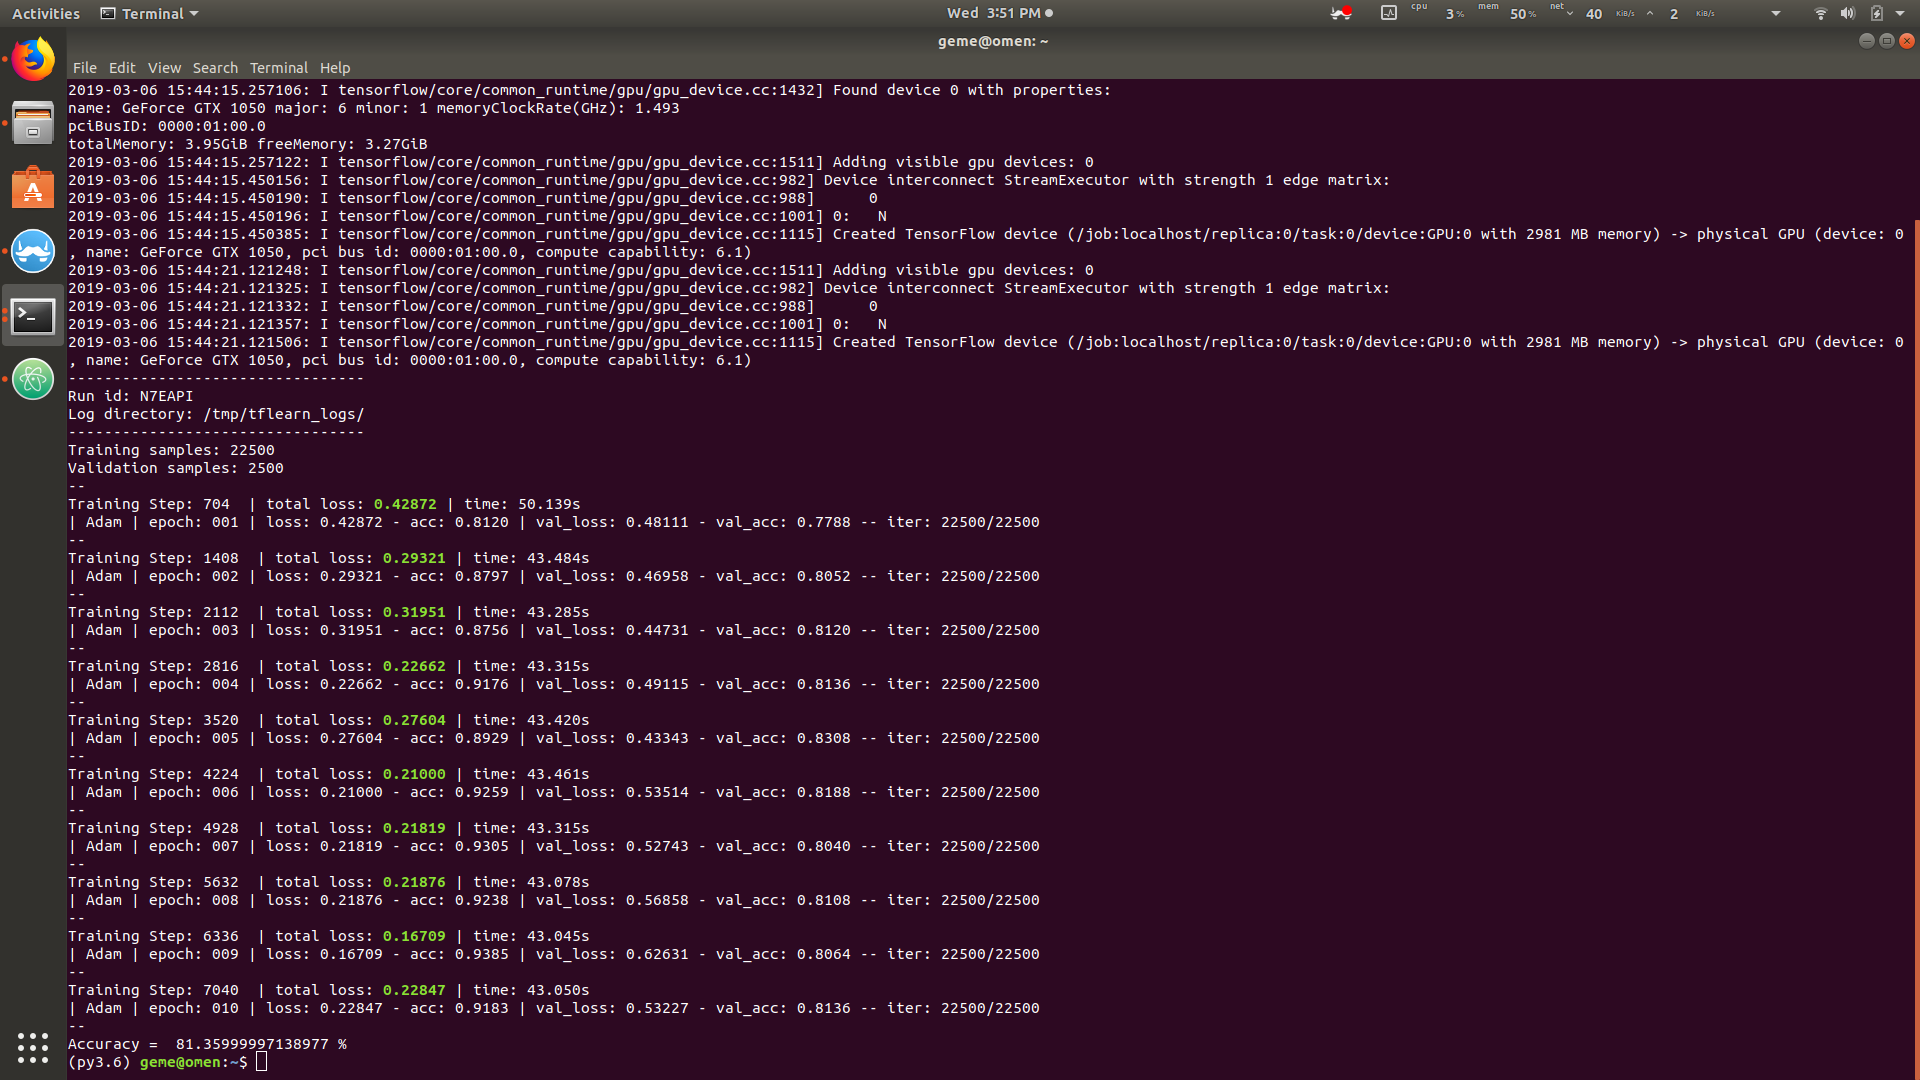 Activities Terminal Wed 3:51 PM cpu 3% mem 50% net 40 KiB/s 2 KiB/s
geme@omen: ~
File Edit View Search Terminal Help
2019-03-06 15:44:15.257106: I tensorflow/core/common_runtime/gpu/gpu_device.cc:1432] Found device 0 with properties:
name: GeForce GTX 1050 major: 6 minor: 1 memoryClockRate(GHz): 1.493
pciBusID: 0000:01:00.0
totalMemory: 3.95GiB freeMemory: 3.27GiB
2019-03-06 15:44:15.257122: I tensorflow/core/common_runtime/gpu/gpu_device.cc:1511] Adding visible gpu devices: 0
2019-03-06 15:44:15.450156: I tensorflow/core/common_runtime/gpu/gpu_device.cc:982] Device interconnect StreamExecutor with strength 1 edge matrix:
2019-03-06 15:44:15.450190: I tensorflow/core/common_runtime/gpu/gpu_device.cc:988]      0
2019-03-06 15:44:15.450196: I tensorflow/core/common_runtime/gpu/gpu_device.cc:1001] 0:   N
2019-03-06 15:44:15.450385: I tensorflow/core/common_runtime/gpu/gpu_device.cc:1115] Created TensorFlow device (/job:localhost/replica:0/task:0/device:GPU:0 with 2981 MB memory) -> physical GPU (device: 0
, name: GeForce GTX 1050, pci bus id: 0000:01:00.0, compute capability: 6.1)
2019-03-06 15:44:21.121248: I tensorflow/core/common_runtime/gpu/gpu_device.cc:1511] Adding visible gpu devices: 0
2019-03-06 15:44:21.121325: I tensorflow/core/common_runtime/gpu/gpu_device.cc:982] Device interconnect StreamExecutor with strength 1 edge matrix:
2019-03-06 15:44:21.121332: I tensorflow/core/common_runtime/gpu/gpu_device.cc:988]      0
2019-03-06 15:44:21.121357: I tensorflow/core/common_runtime/gpu/gpu_device.cc:1001] 0:   N
2019-03-06 15:44:21.121506: I tensorflow/core/common_runtime/gpu/gpu_device.cc:1115] Created TensorFlow device (/job:localhost/replica:0/task:0/device:GPU:0 with 2981 MB memory) -> physical GPU (device: 0
, name: GeForce GTX 1050, pci bus id: 0000:01:00.0, compute capability: 6.1)
---------------------------------
Run id: N7EAPI
Log directory: /tmp/tflearn_logs/
---------------------------------
Training samples: 22500
Validation samples: 2500
--
Training Step: 704  | total loss: 0.42872 | time: 50.139s
| Adam | epoch: 001 | loss: 0.42872 - acc: 0.8120 | val_loss: 0.48111 - val_acc: 0.7788 -- iter: 22500/22500
--
Training Step: 1408  | total loss: 0.29321 | time: 43.484s
| Adam | epoch: 002 | loss: 0.29321 - acc: 0.8797 | val_loss: 0.46958 - val_acc: 0.8052 -- iter: 22500/22500
--
Training Step: 2112  | total loss: 0.31951 | time: 43.285s
| Adam | epoch: 003 | loss: 0.31951 - acc: 0.8756 | val_loss: 0.44731 - val_acc: 0.8120 -- iter: 22500/22500
--
Training Step: 2816  | total loss: 0.22662 | time: 43.315s
| Adam | epoch: 004 | loss: 0.22662 - acc: 0.9176 | val_loss: 0.49115 - val_acc: 0.8136 -- iter: 22500/22500
--
Training Step: 3520  | total loss: 0.27604 | time: 43.420s
| Adam | epoch: 005 | loss: 0.27604 - acc: 0.8929 | val_loss: 0.43343 - val_acc: 0.8308 -- iter: 22500/22500
--
Training Step: 4224  | total loss: 0.21000 | time: 43.461s
| Adam | epoch: 006 | loss: 0.21000 - acc: 0.9259 | val_loss: 0.53514 - val_acc: 0.8188 -- iter: 22500/22500
--
Training Step: 4928  | total loss: 0.21819 | time: 43.315s
| Adam | epoch: 007 | loss: 0.21819 - acc: 0.9305 | val_loss: 0.52743 - val_acc: 0.8040 -- iter: 22500/22500
--
Training Step: 5632  | total loss: 0.21876 | time: 43.078s
| Adam | epoch: 008 | loss: 0.21876 - acc: 0.9238 | val_loss: 0.56858 - val_acc: 0.8108 -- iter: 22500/22500
--
Training Step: 6336  | total loss: 0.16709 | time: 43.045s
| Adam | epoch: 009 | loss: 0.16709 - acc: 0.9385 | val_loss: 0.62631 - val_acc: 0.8064 -- iter: 22500/22500
--
Training Step: 7040  | total loss: 0.22847 | time: 43.050s
| Adam | epoch: 010 | loss: 0.22847 - acc: 0.9183 | val_loss: 0.53227 - val_acc: 0.8136 -- iter: 22500/22500
--
Accuracy =  81.35999997138977 %
(py3.6) geme@omen:~$